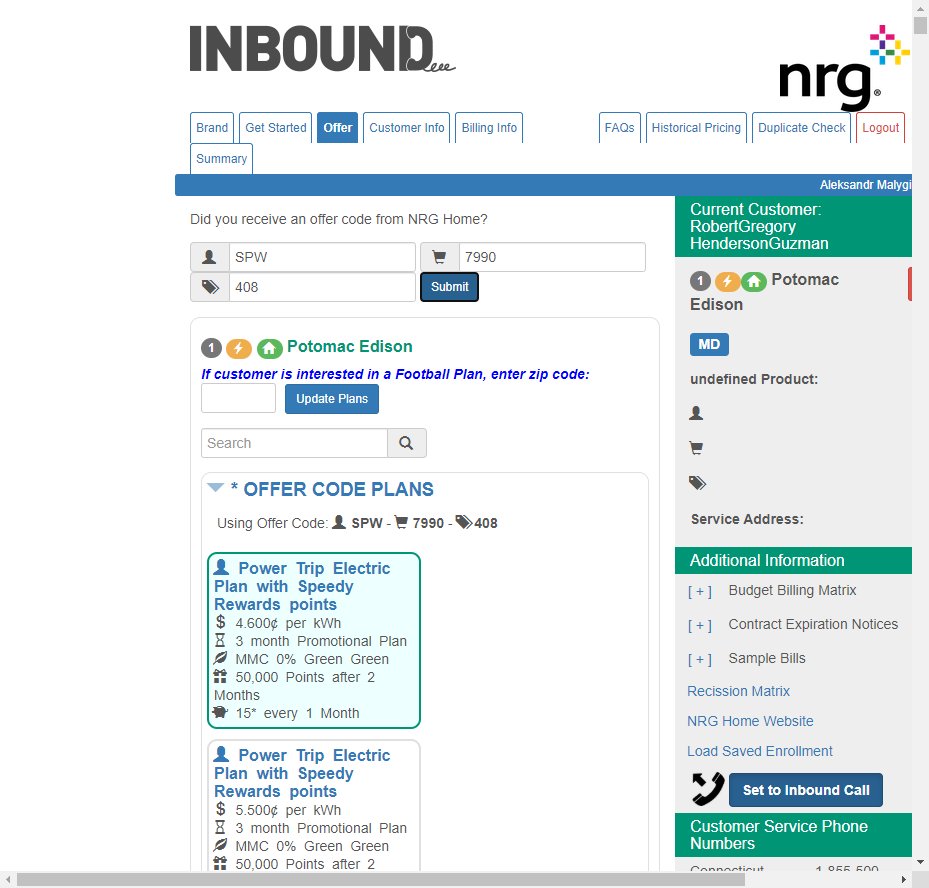 INBOUND
nrg
Brand
Get Started
Offer
Customer Info
Billing Info
FAQs
Historical Pricing
Duplicate Check
Logout
Summary
Aleksandr Malygi
Did you receive an offer code from NRG Home?
SPW
7990
408
Submit
1 Potomac Edison
If customer is interested in a Football Plan, enter zip code:
Update Plans
Search
* OFFER CODE PLANS
Using Offer Code: SPW - 7990 - 408
Power Trip Electric
Plan with Speedy
Rewards points
$ 4.600¢ per kWh
3 month Promotional Plan
MMC 0% Green Green
50,000 Points after 2
Months
15* every 1 Month
Power Trip Electric
Plan with Speedy
Rewards points
$ 5.500¢ per kWh
3 month Promotional Plan
MMC 0% Green Green
50,000 Points after 2
Current Customer:
RobertGregory
HendersonGuzman
1 Potomac
Edison
MD
undefined Product:
Service Address:
Additional Information
[ + ] Budget Billing Matrix
[ + ] Contract Expiration Notices
[ + ] Sample Bills
Recission Matrix
NRG Home Website
Load Saved Enrollment
Set to Inbound Call
Customer Service Phone
Numbers
Connecticut 1-855-500-